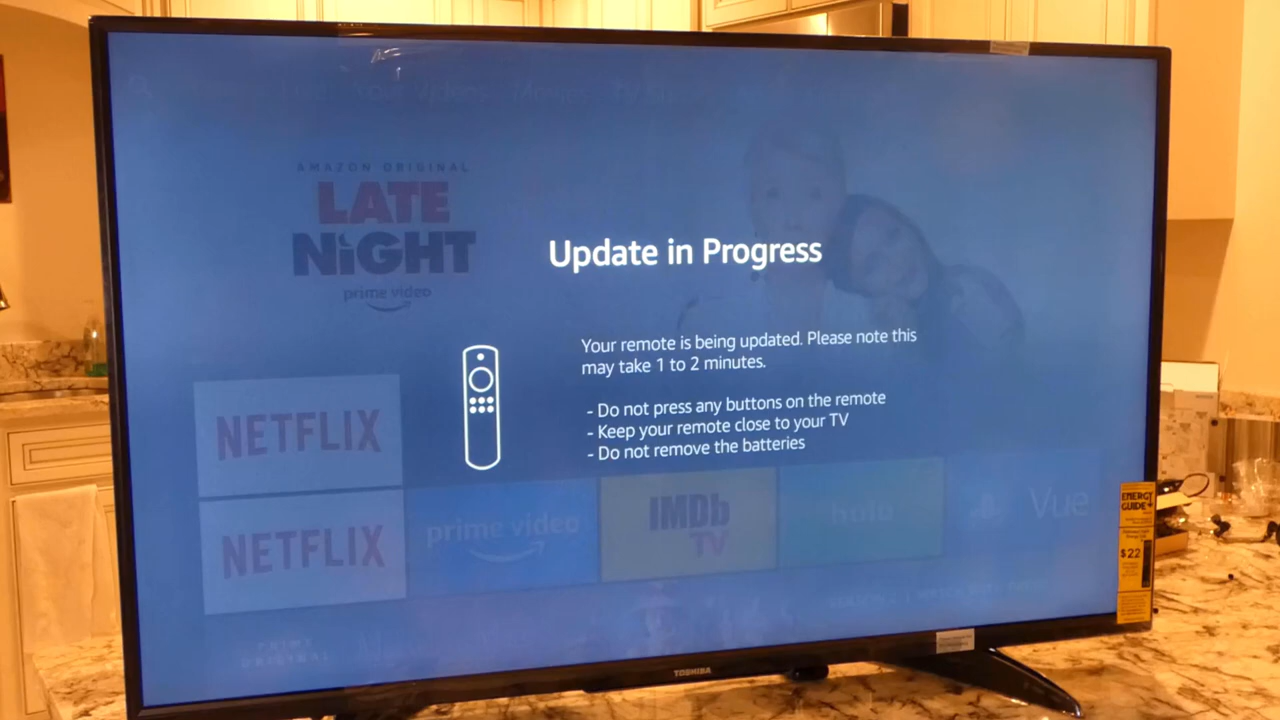 AMAZON ORIGINAL
LATE
NIGHT
prime video
Update in Progress
Your remote is being updated. Please note this
may take 1 to 2 minutes.
- Do not press any buttons on the remote
- Keep your remote close to your TV
- Do not remove the batteries
NETFLIX
NETFLIX
prime video
IMDb
TV
hulu
Vue
PRIME
ORIGINAL
ENERGY
GUIDE
$22
TOSHIBA